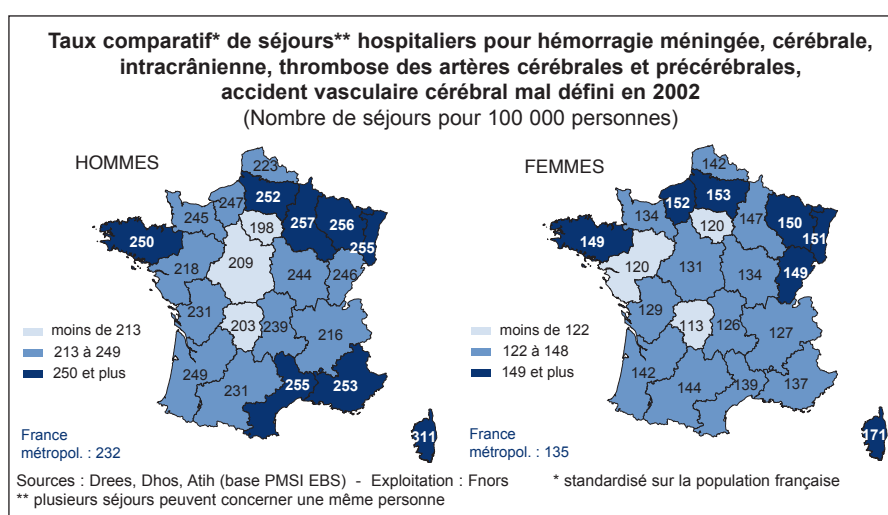 Taux comparatif* de séjours** hospitaliers pour hémorragie méningée, cérébrale,
intracrânienne, thrombose des artères cérébrales et précérébrales,
accident vasculaire cérébral mal défini en 2002
(Nombre de séjours pour 100 000 personnes)
HOMMES
223
252
247
245
198
257
256
255
250
218
209
244
246
231
203
239
216
249
231
255
253
311
moins de 213
213 à 249
250 et plus
France
métropol. : 232
FEMMES
142
153
152
134
120
147
150
151
149
120
131
134
149
129
113
126
127
142
144
139
137
171
moins de 122
122 à 148
149 et plus
France
métropol. : 135
Sources : Drees, Dhos, Atih (base PMSI EBS) - Exploitation : Fnors * standardisé sur la population française
** plusieurs séjours peuvent concerner une même personne